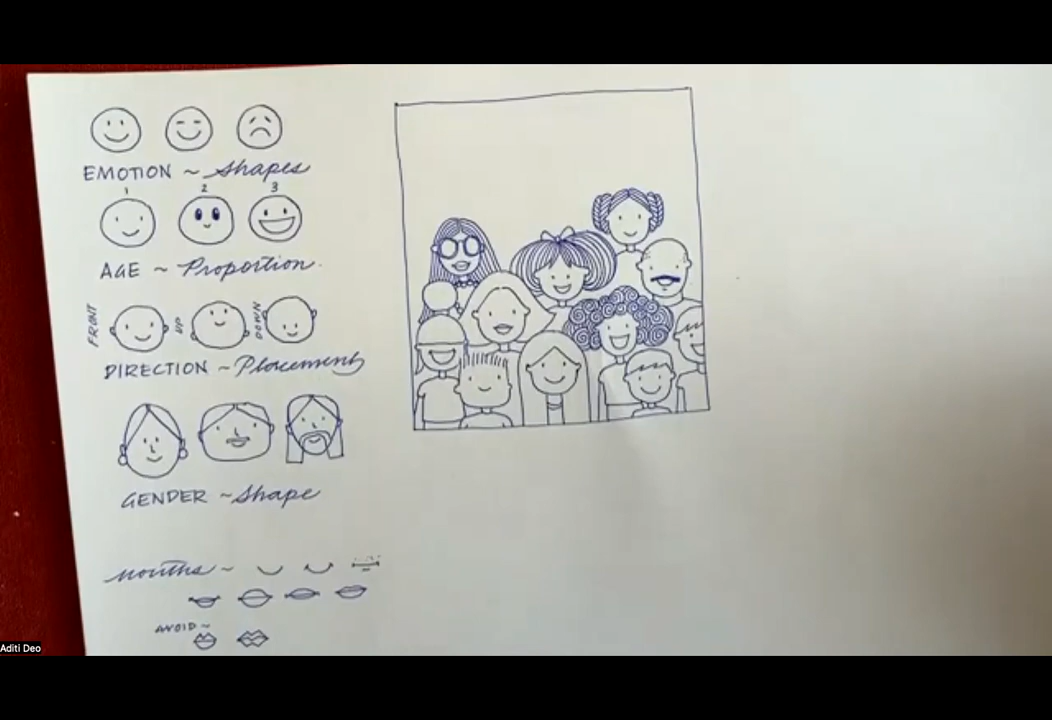 EMOTION ~ Shapes
1 2 3
AGE ~ Proportion.
FRONT UP DOWN
DIRECTION ~ Placement
GENDER ~ Shape
Mouths ~
AVOID ~
Aditi Deo